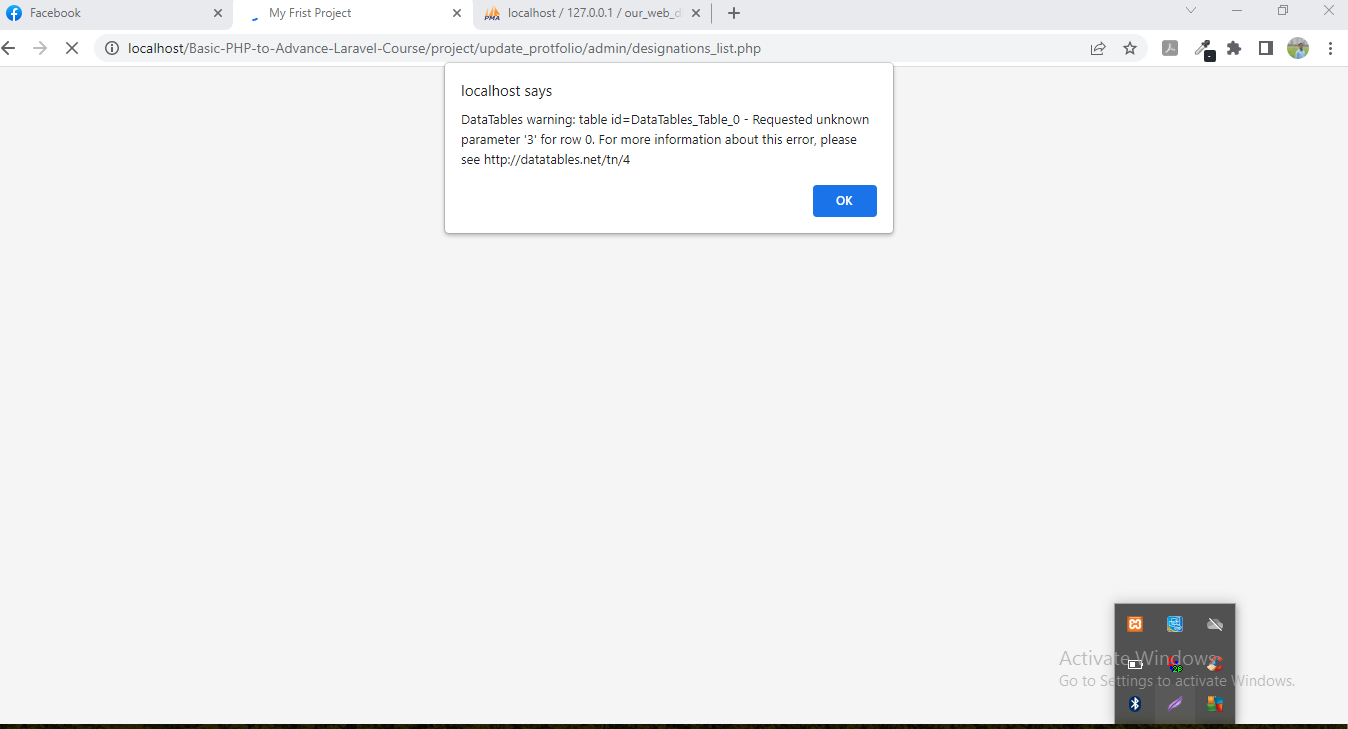 Facebook
My Frist Project
PMA
localhost / 127.0.0.1 / our_web_d
localhost/Basic-PHP-to-Advance-Laravel-Course/project/update_protfolio/admin/designations_list.php
localhost says
DataTables warning: table id=DataTables_Table_0 - Requested unknown
parameter '3' for row 0. For more information about this error, please
see http://datatables.net/tn/4
OK
Activate Windows
Go to Settings to activate Windows.